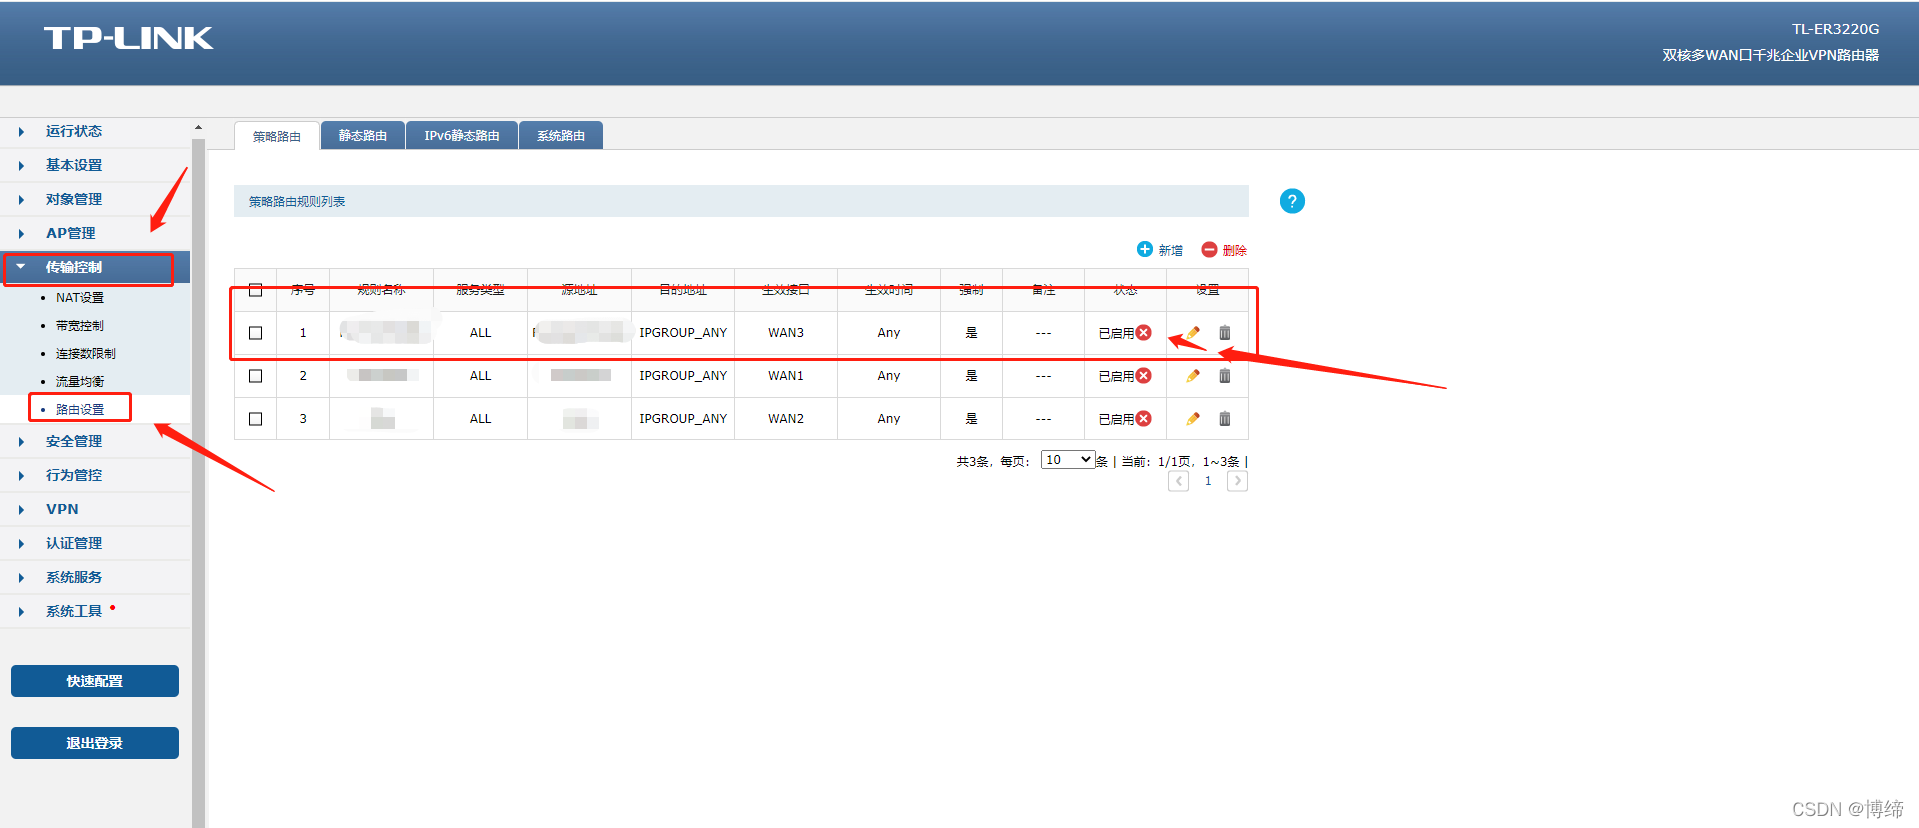 TP-LINK
TL-ER3220G
双核多WAN口千兆企业VPN路由器
运行状态
基本设置
对象管理
AP管理
传输控制
NAT设置
带宽控制
连接数限制
流量均衡
路由设置
安全管理
行为管控
VPN
认证管理
系统服务
系统工具
快速配置
退出登录
策略路由 静态路由 IPv6静态路由 系统路由
策略路由规则列表
?
新增 删除
序号 规则名称 服务类型 源地址 目的地址 生效接口 生效时间 强制 备注 状态 设置
1 ALL IPGROUP_ANY WAN3 Any 是 --- 已启用
2 ALL IPGROUP_ANY WAN1 Any 是 --- 已启用
3 ALL IPGROUP_ANY WAN2 Any 是 --- 已启用
共3条，每页： 10 条 | 当前：1/1页，1~3条 |
< 1 >
CSDN @博缔